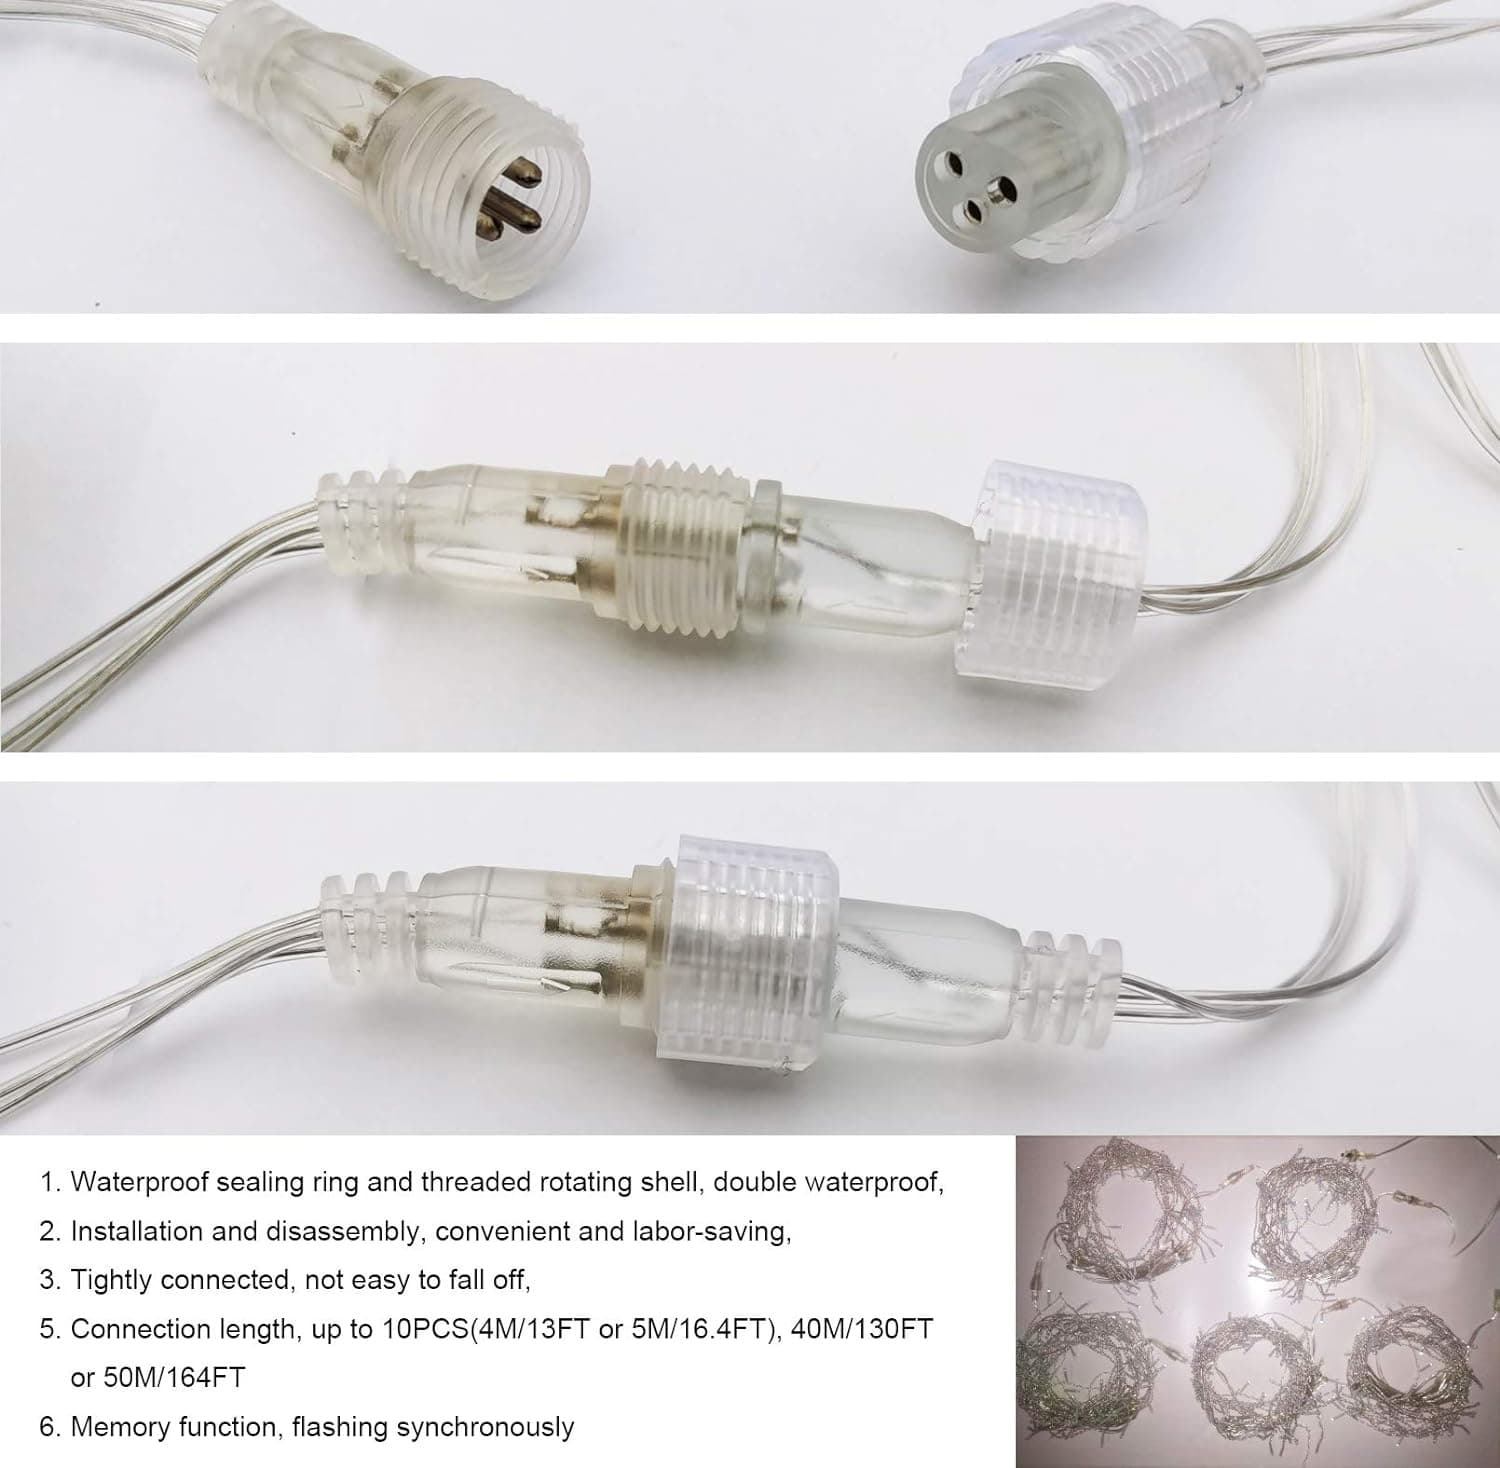 1. Waterproof sealing ring and threaded rotating shell, double waterproof,
2. Installation and disassembly, convenient and labor-saving,
3. Tightly connected, not easy to fall off,
5. Connection length, up to 10PCS(4M/13FT or 5M/16.4FT), 40M/130FT
or 50M/164FT
6. Memory function, flashing synchronously